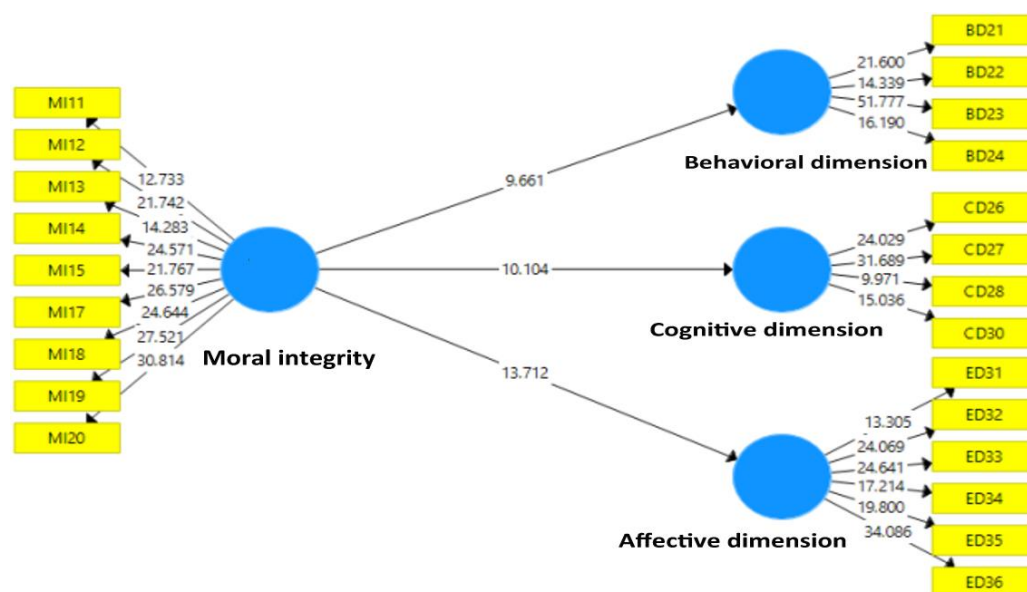 MI11
MI12
MI13
MI14
MI15
MI17
MI18
MI19
MI20
12.733
21.742
14.283
24.571
21.767
26.579
24.644
27.521
30.814
Moral integrity
9.661
10.104
13.712
Behavioral dimension
21.600
14.339
51.777
16.190
BD21
BD22
BD23
BD24
Cognitive dimension
24.029
31.689
9.971
15.036
CD26
CD27
CD28
CD30
Affective dimension
13.305
24.069
24.641
17.214
19.800
34.086
ED31
ED32
ED33
ED34
ED35
ED36